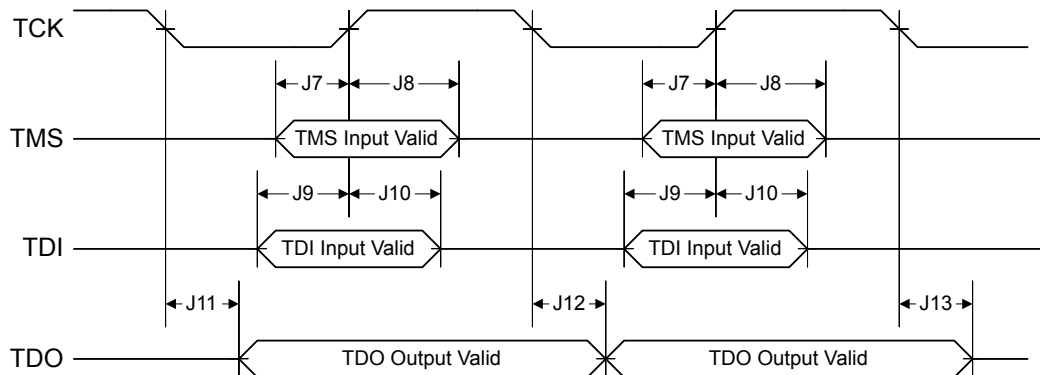 TCK
J7 J8 J7 J8
TMS TMS Input Valid TMS Input Valid
J9 J10 J9 J10
TDI TDI Input Valid TDI Input Valid
J11 J12 J13
TDO TDO Output Valid TDO Output Valid